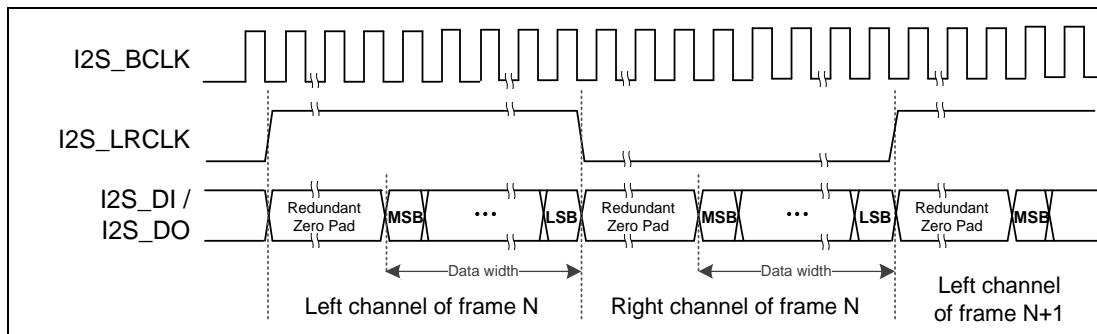 I2S_BCLK
I2S_LRCLK
I2S_DI /
I2S_DO
Redundant
Zero Pad
MSB
•••
LSB
Redundant
Zero Pad
MSB
•••
LSB
Redundant
Zero Pad
MSB
Data width
Data width
Left channel of frame N
Right channel of frame N
Left channel
of frame N+1